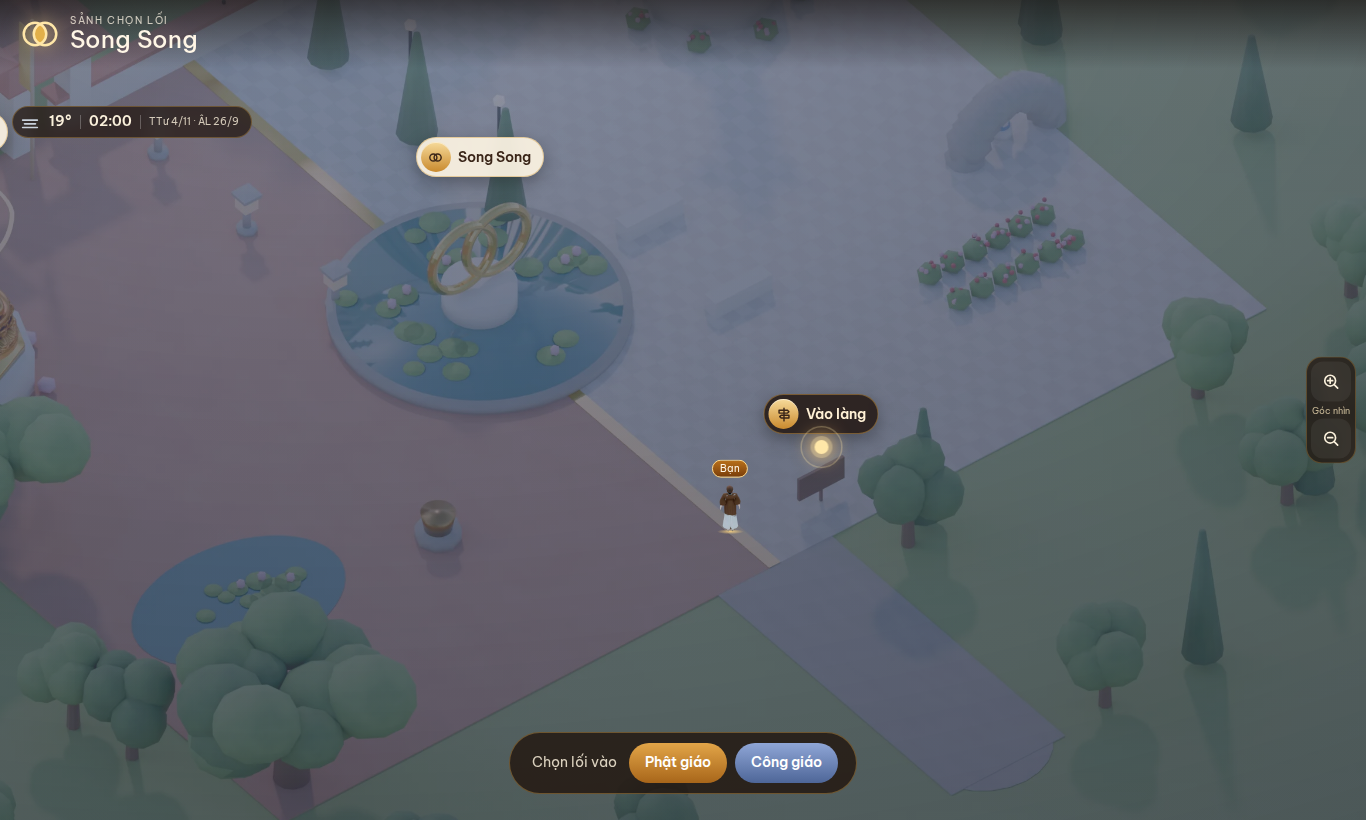 SẢNH CHỌN LỐI
Song Song
19° 02:00 TTư 4/11 · ÂL 26/9
Song Song
Vào làng
Góc nhìn
Bạn
Chọn lối vào Phật giáo Công giáo